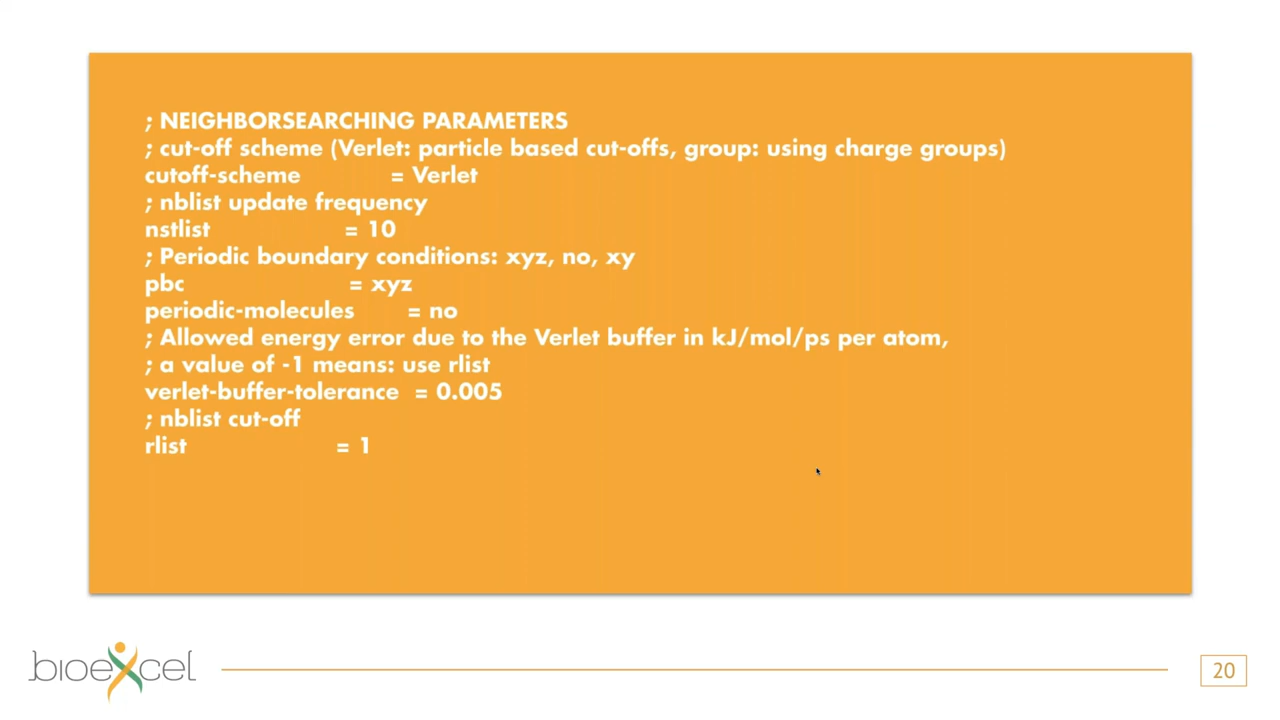 ; NEIGHBORSEARCHING PARAMETERS
; cut-off scheme (Verlet: particle based cut-offs, group: using charge groups)
cutoff-scheme = Verlet
; nblist update frequency
nstlist = 10
; Periodic boundary conditions: xyz, no, xy
pbc = xyz
periodic-molecules = no
; Allowed energy error due to the Verlet buffer in kJ/mol/ps per atom,
; a value of -1 means: use rlist
verlet-buffer-tolerance = 0.005
; nblist cut-off
rlist = 1
bioexcel
20